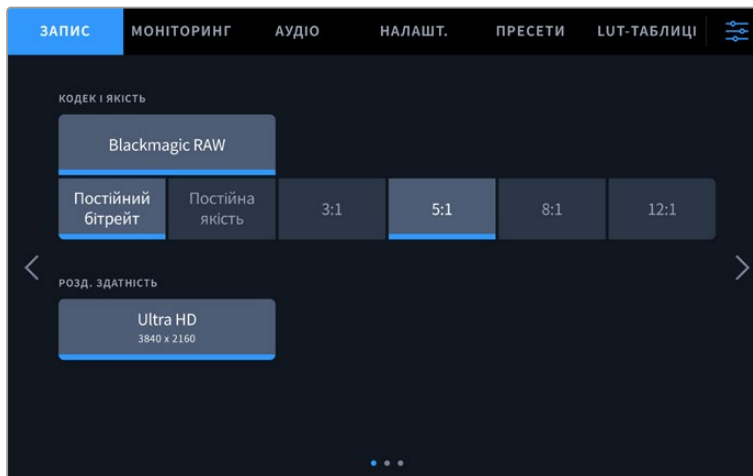 ЗАПИС МОНІТОРИНГ АУДІО НАЛАШТ. ПРЕСЕТИ LUT-ТАБЛИЦІ
КОДЕК І ЯКІСТЬ
Blackmagic RAW
Постійний бітрейт Постійна якість 3:1 5:1 8:1 12:1
РОЗД. ЗДАТНІСТЬ
Ultra HD
3840 x 2160